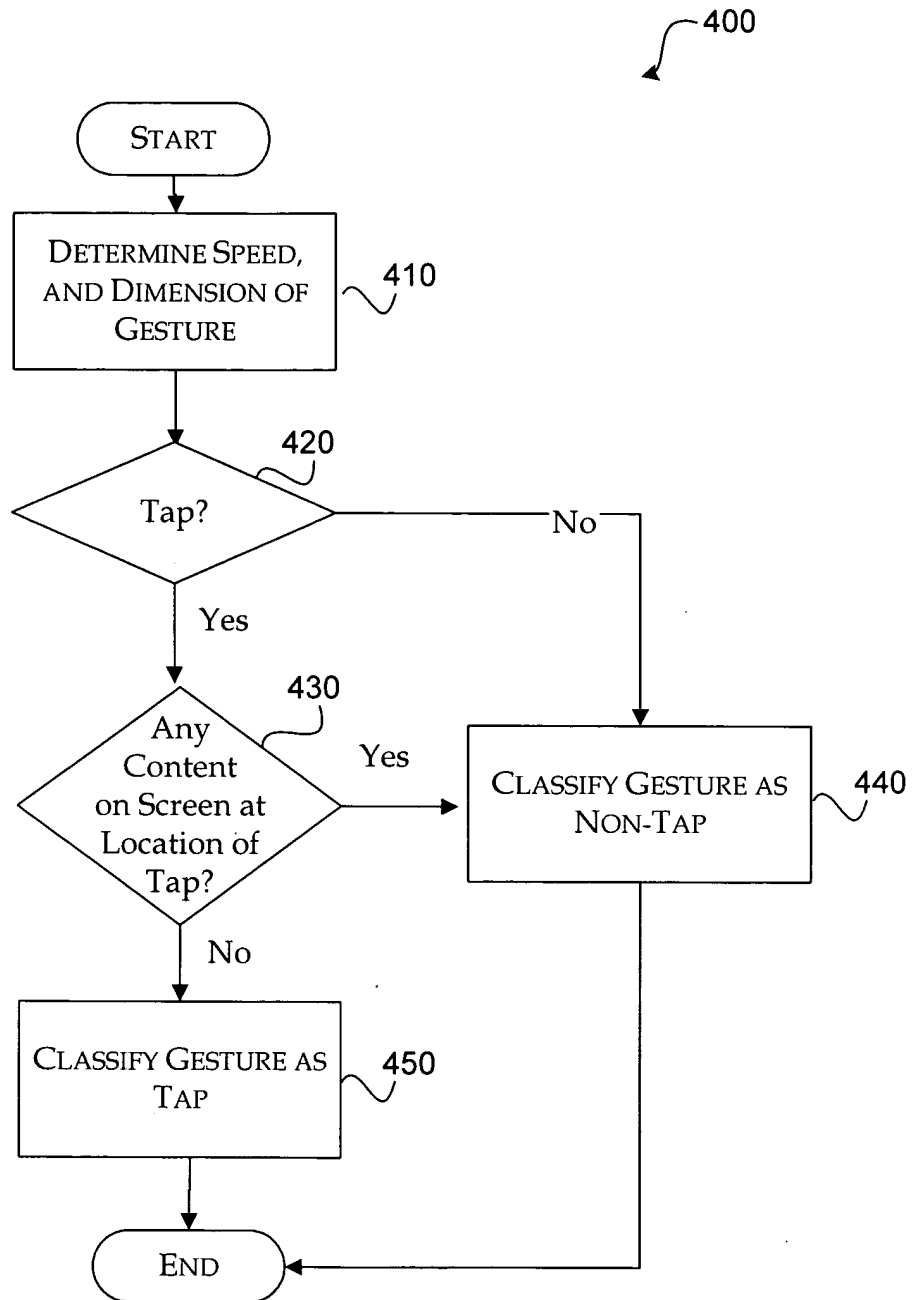 400
START
DETERMINE SPEED,
AND DIMENSION OF
GESTURE
410
420
Tap?
No
Yes
430
Any
Content
on Screen at
Location of
Tap?
Yes
CLASSIFY GESTURE AS
NON-TAP
440
No
CLASSIFY GESTURE AS
TAP
450
END